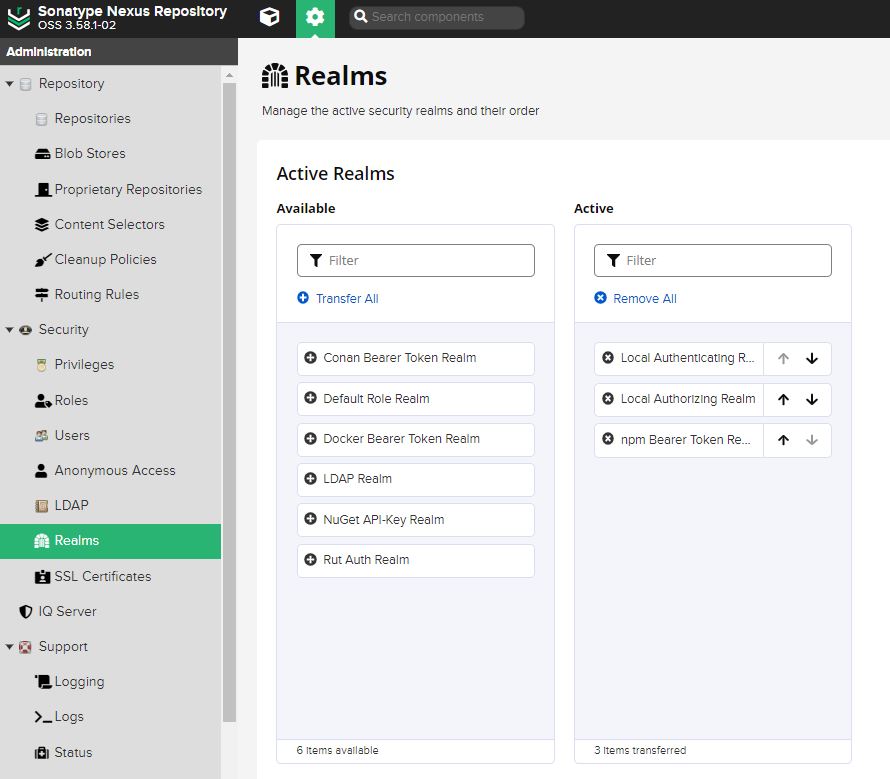 Sonatype Nexus Repository
OSS 3.58.1-02
Search components
Administration
Repository
Repositories
Blob Stores
Proprietary Repositories
Content Selectors
Cleanup Policies
Routing Rules
Security
Privileges
Roles
Users
Anonymous Access
LDAP
Realms
SSL Certificates
IQ Server
Support
Logging
Logs
Status
Realms
Manage the active security realms and their order
Active Realms
Available
Filter
Transfer All
Conan Bearer Token Realm
Default Role Realm
Docker Bearer Token Realm
LDAP Realm
NuGet API-Key Realm
Rut Auth Realm
6 items available
Active
Filter
Remove All
Local Authenticating R...
Local Authorizing Realm
npm Bearer Token Re...
3 items transferred